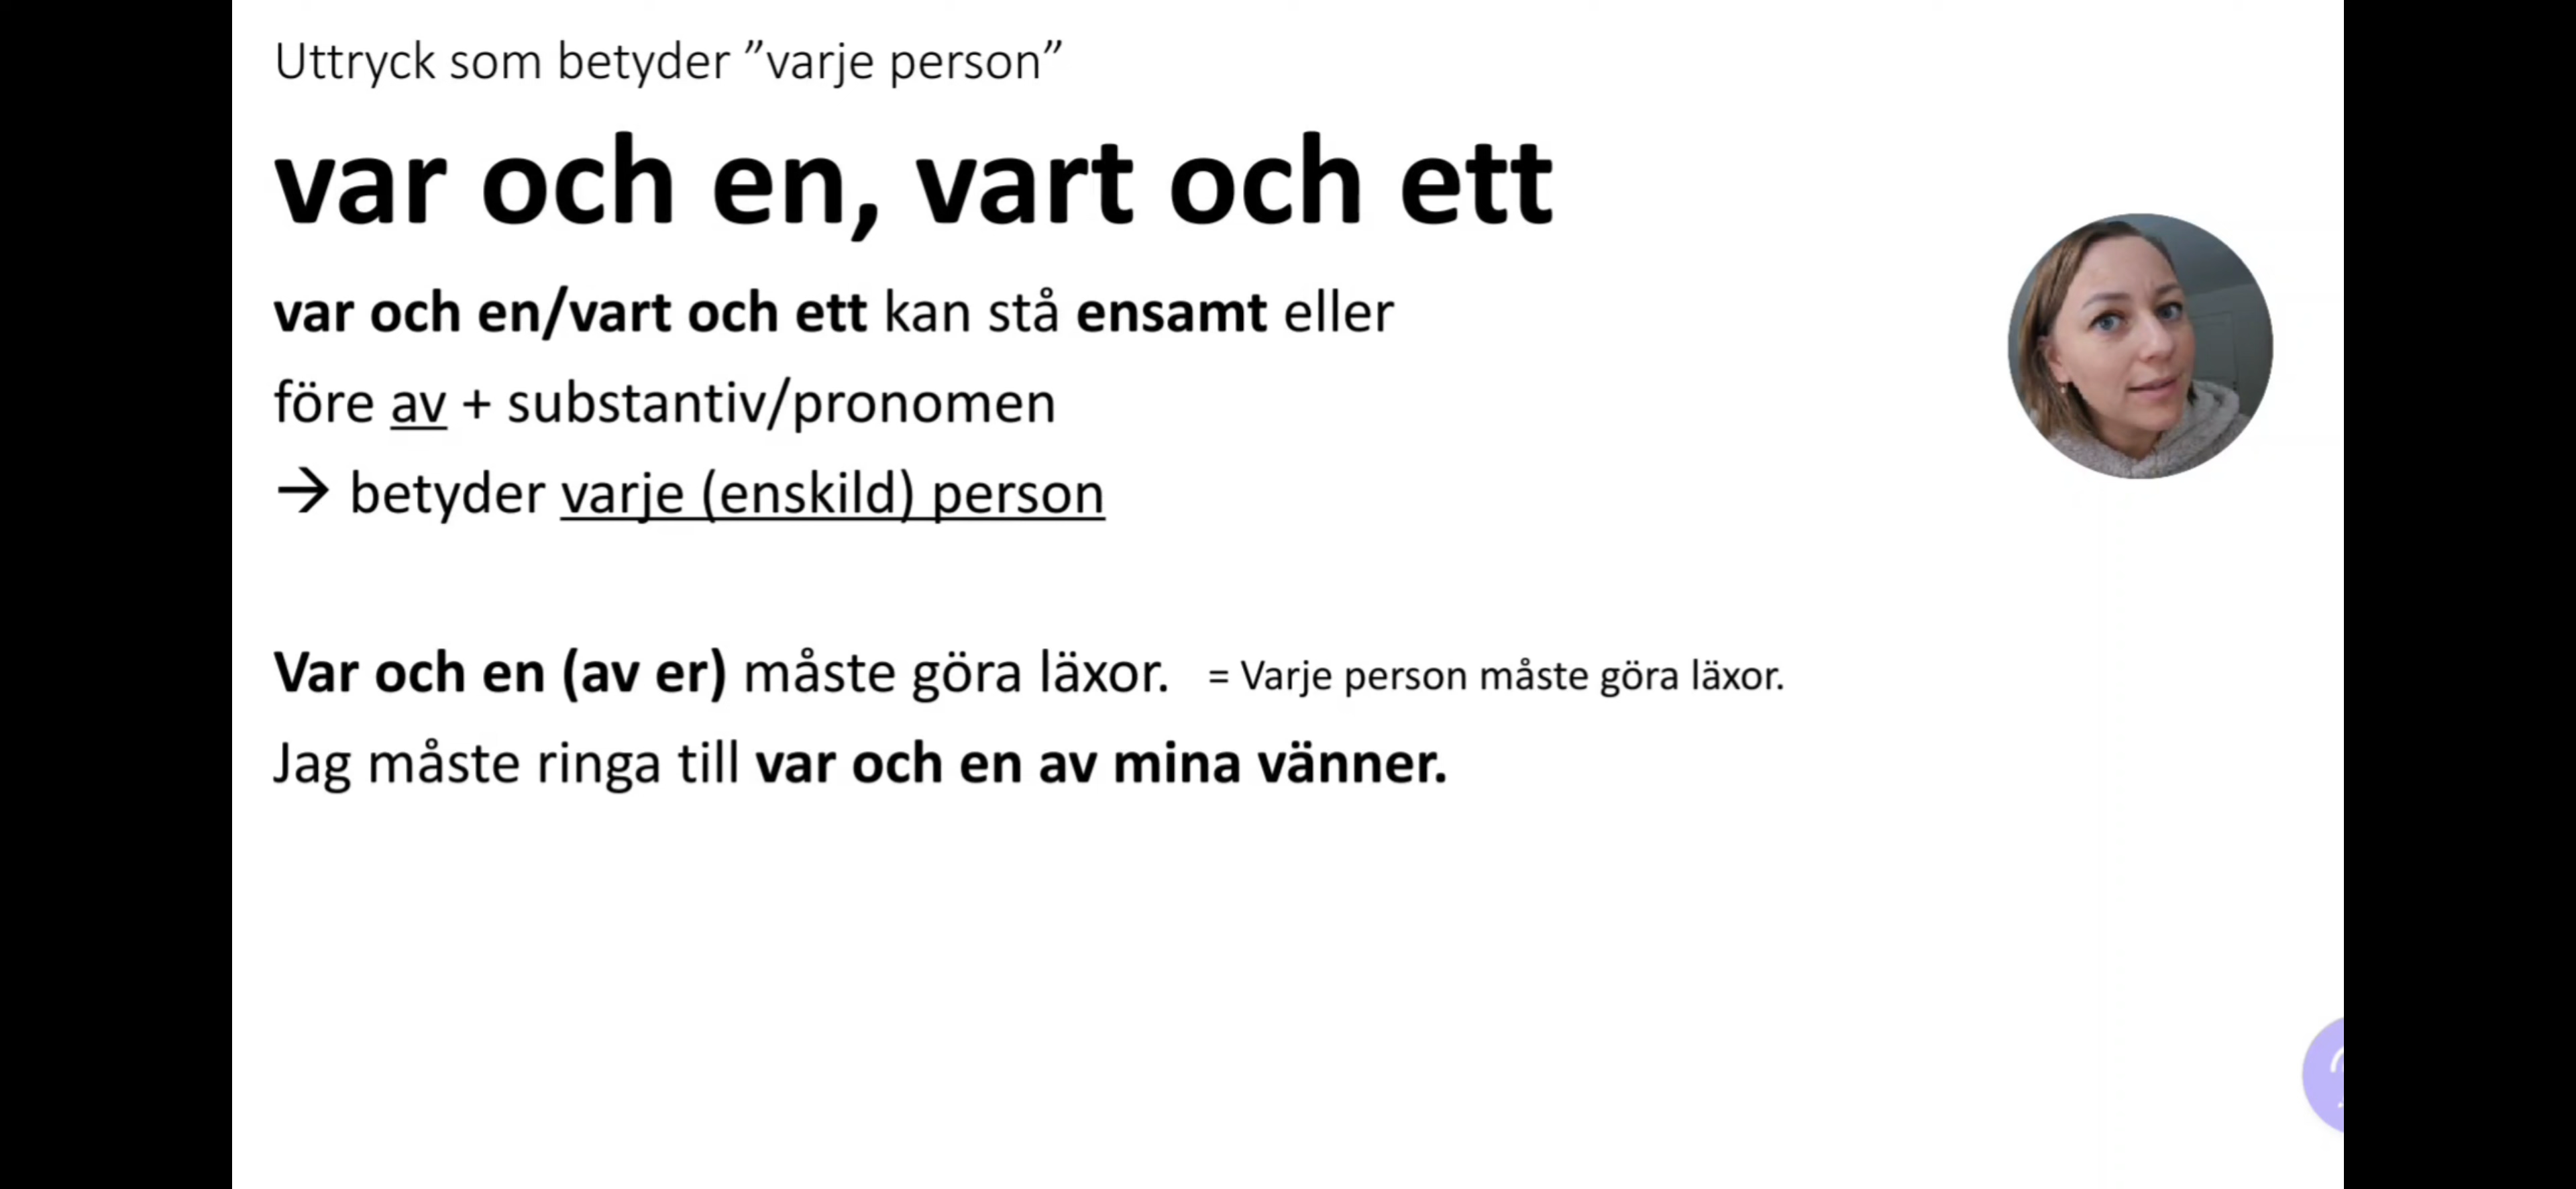 Uttryck som betyder ”varje person”
var och en, vart och ett
var och en/vart och ett kan stå ensamt eller
före av + substantiv/pronomen
→ betyder varje (enskild) person
Var och en (av er) måste göra läxor. = Varje person måste göra läxor.
Jag måste ringa till var och en av mina vänner.